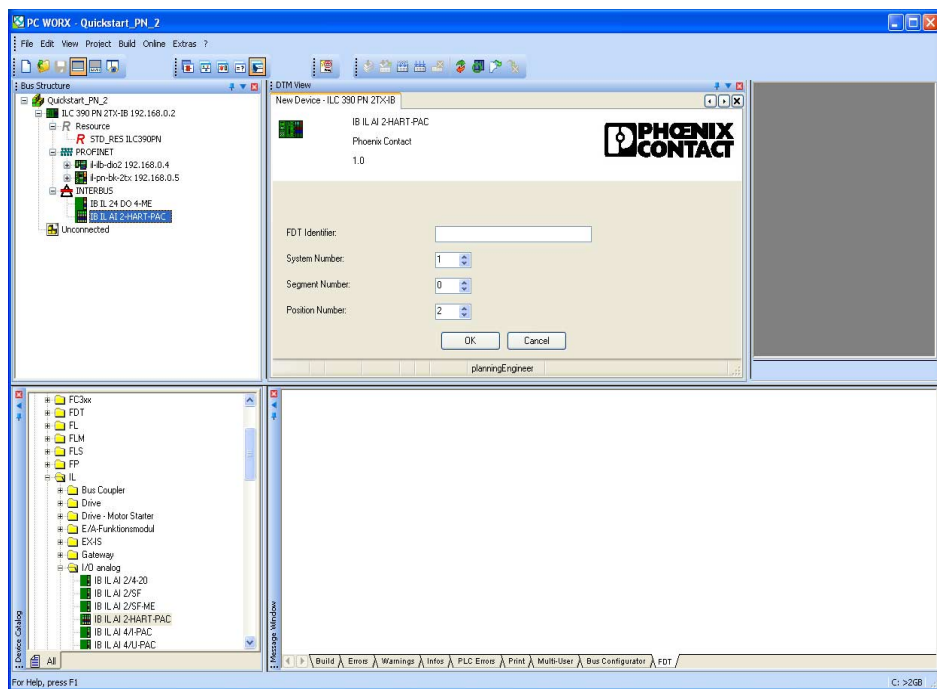 PC WORX - Quickstart_PN_2
File Edit View Project Build Online Extras ?
Bus Structure
Quickstart_PN_2
ILC 390 PN 2TX-IB 192.168.0.2
R Resource
R STD_RES ILC390PN
PROFINET
il-ilb-dio2 192.168.0.4
il-pn-bk-2tx 192.168.0.5
INTERBUS
IB IL 24 DO 4-ME
IB IL AI 2-HART-PAC
Unconnected
DTM View
New Device - ILC 390 PN 2TX-IB
IB IL AI 2-HART-PAC
Phoenix Contact
1.0
PHŒNIX
CONTACT
FDT Identifier:
System Number: 1
Segment Number: 0
Position Number: 2
OK Cancel
planningEngineer
Device Catalog
FC3xx
FDT
FL
FLM
FLS
FP
IL
Bus Coupler
Drive
Drive - Motor Starter
E/A-Funktionsmodul
EX-IS
Gateway
I/O analog
IB IL AI 2/4-20
IB IL AI 2/SF
IB IL AI 2/SF-ME
IB IL AI 2-HART-PAC
IB IL AI 4/I-PAC
IB IL AI 4/U-PAC
All
Message Window
Build Errors Warnings Infos PLC Errors Print Multi-User Bus Configurator FDT
For Help, press F1
C: >2GB